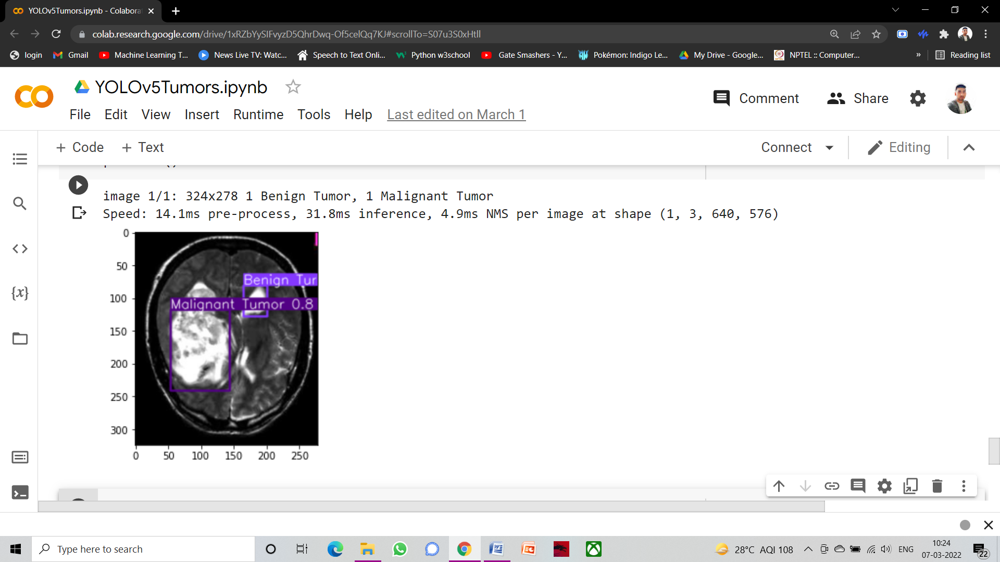 YOLOv5Tumors.ipynb - Colabora
colab.research.google.com/drive/1xRZbYySIFvyzD5QhrDwq-Of5celQq7KJ#scrollTo=S07u3S0xHtll
login Gmail Machine Learning T... News Live TV: Watc... Speech to Text Onli... Python w3school Gate Smashers - Y... Pokémon: Indigo Le... My Drive - Google... NPTEL :: Computer... » Reading list
YOLOv5Tumors.ipynb
Comment Share
File Edit View Insert Runtime Tools Help Last edited on March 1
+ Code + Text Connect Editing
image 1/1: 324x278 1 Benign Tumor, 1 Malignant Tumor
Speed: 14.1ms pre-process, 31.8ms inference, 4.9ms NMS per image at shape (1, 3, 640, 576)
0
50
Benign Tur
100
Malignant Tumor 0.8
150
200
250
300
0 50 100 150 200 250
Type here to search
28°C AQI 108 ENG
10:24
07-03-2022
22